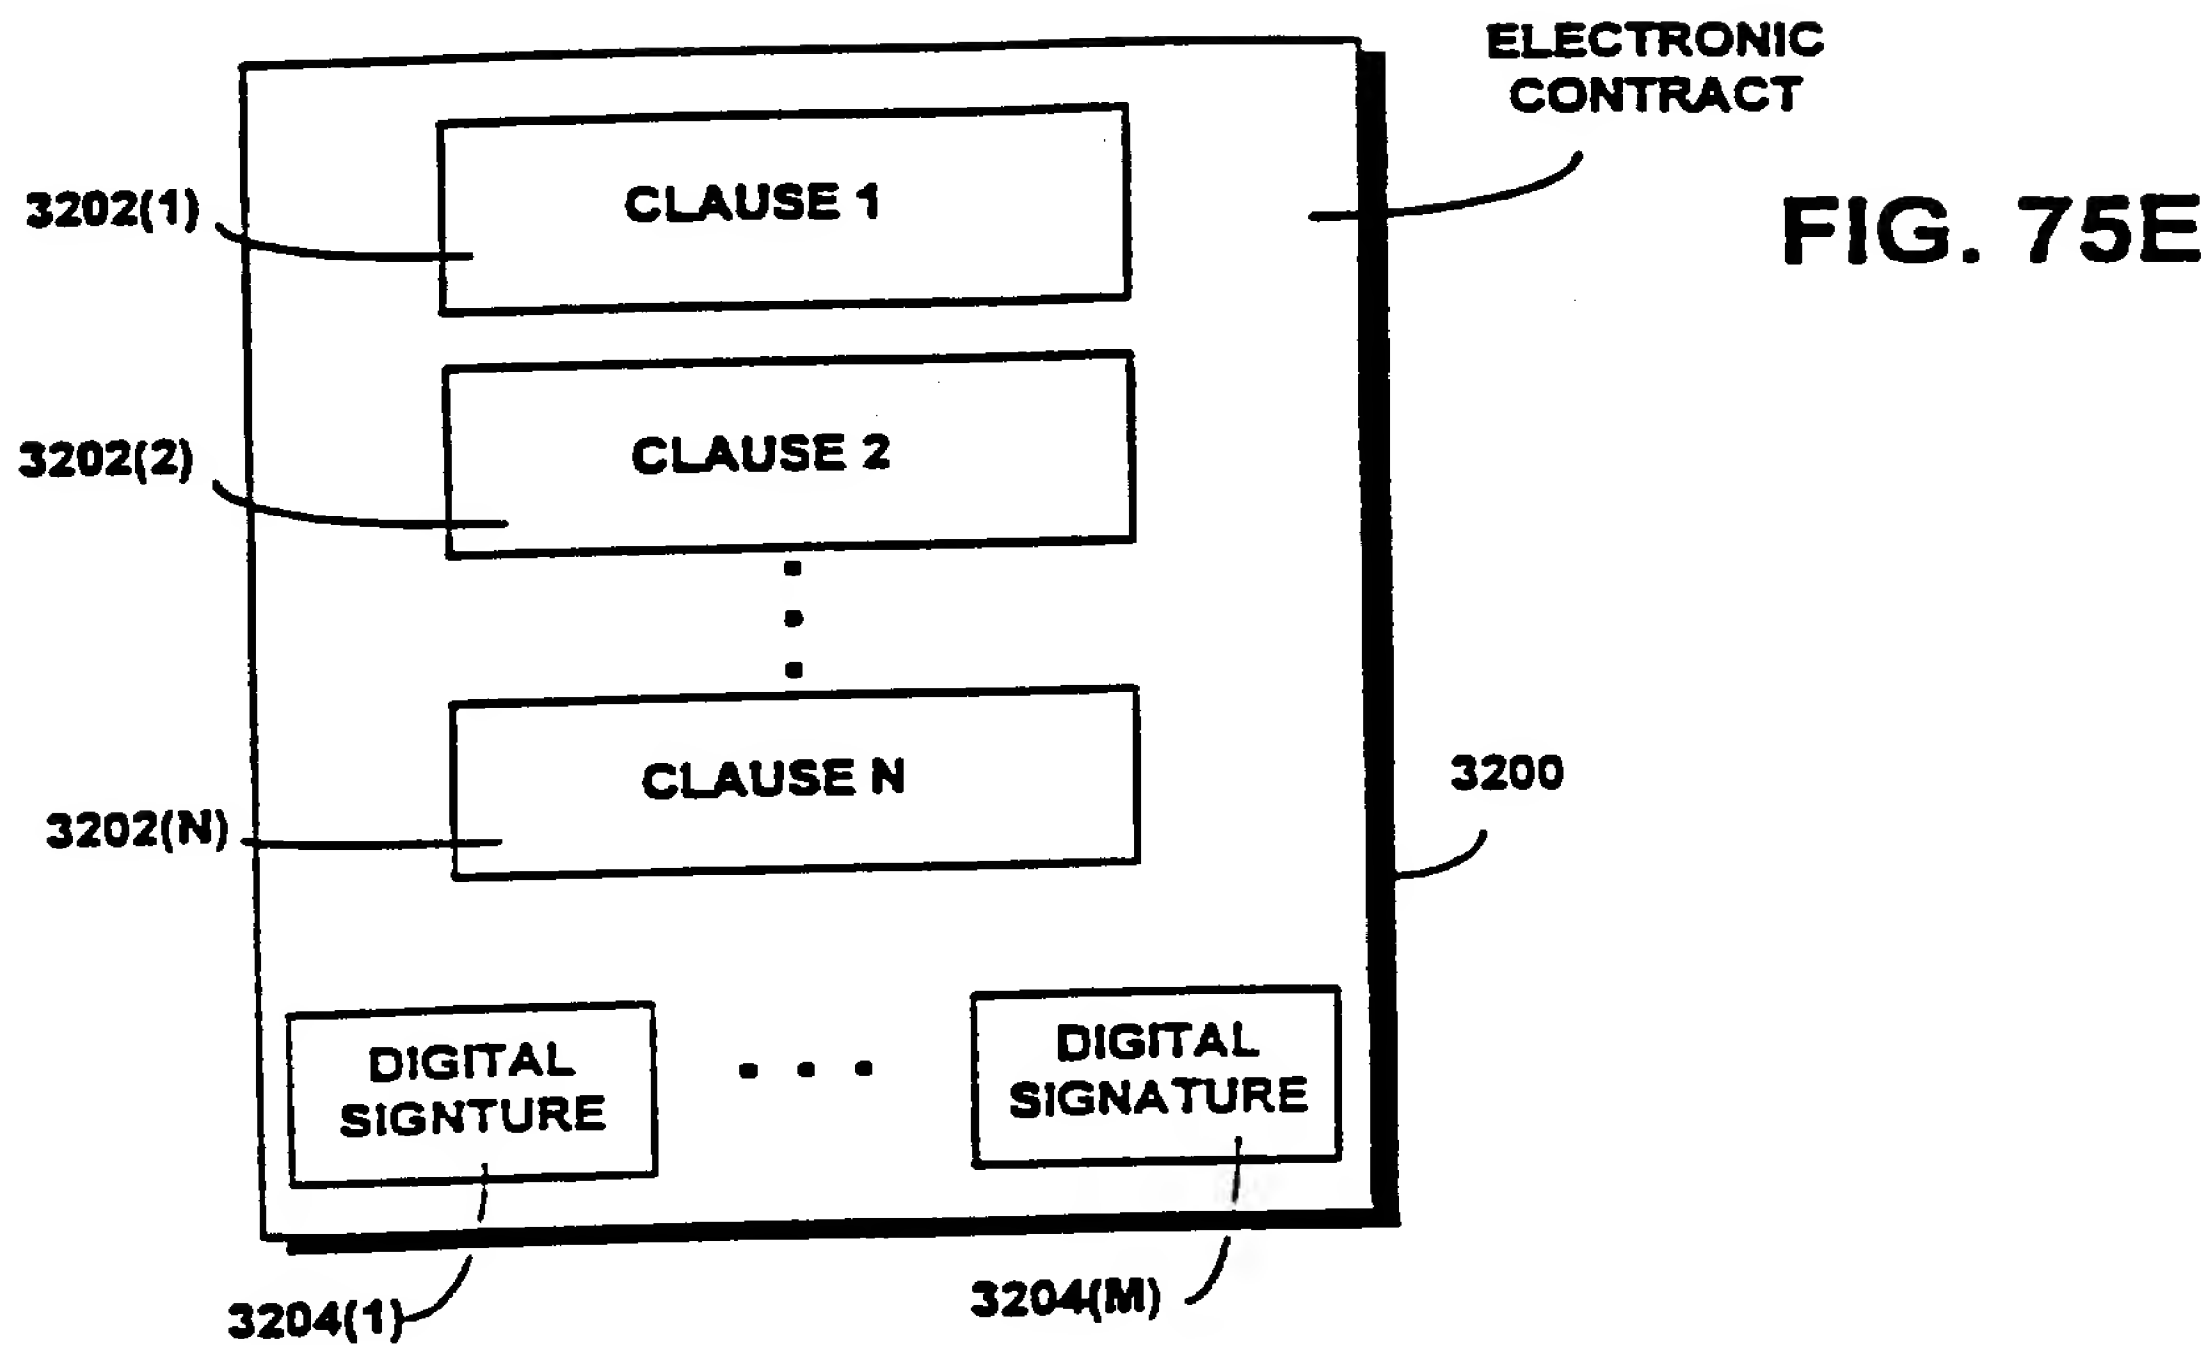 ELECTRONIC
CONTRACT
FIG. 75E
3202(1)
CLAUSE 1
3202(2)
CLAUSE 2
3202(N)
CLAUSE N
3200
DIGITAL
SIGNTURE
DIGITAL
SIGNATURE
3204(1)
3204(M)